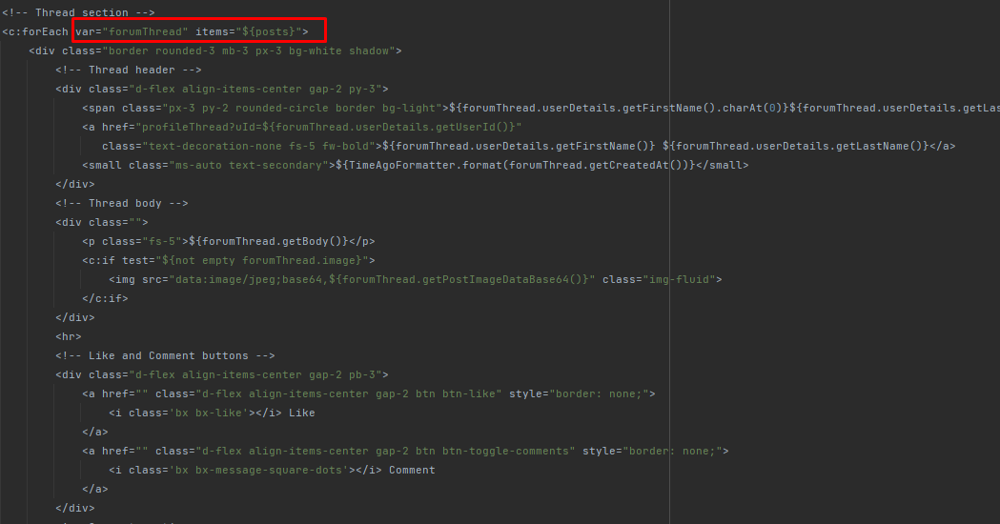 <!-- Thread section -->
<c:forEach var="forumThread" items="${posts}">
<div class="border rounded-3 mb-3 px-3 bg-white shadow">
<!-- Thread header -->
<div class="d-flex align-items-center gap-2 py-3">
<span class="px-3 py-2 rounded-circle border bg-light">${forumThread.userDetails.getFirstName().charAt(0)}${forumThread.userDetails.getLas
<a href="profileThread?uId=${forumThread.userDetails.getUserId()}"
class="text-decoration-none fs-5 fw-bold">${forumThread.userDetails.getFirstName()} ${forumThread.userDetails.getLastName()}</a>
<small class="ms-auto text-secondary">${TimeAgoFormatter.format(forumThread.getCreatedAt())}</small>
</div>
<!-- Thread body -->
<div class="">
<p class="fs-5">${forumThread.getBody()}</p>
<c:if test="${not empty forumThread.image}">
<img src="data:image/jpeg;base64,${forumThread.getPostImageDataBase64()}" class="img-fluid">
</c:if>
</div>
<hr>
<!-- Like and Comment buttons -->
<div class="d-flex align-items-center gap-2 pb-3">
<a href="" class="d-flex align-items-center gap-2 btn btn-like" style="border: none;">
<i class='bx bx-like'></i> Like
</a>
<a href="" class="d-flex align-items-center gap-2 btn btn-toggle-comments" style="border: none;">
<i class='bx bx-message-square-dots'></i> Comment
</a>
</div>